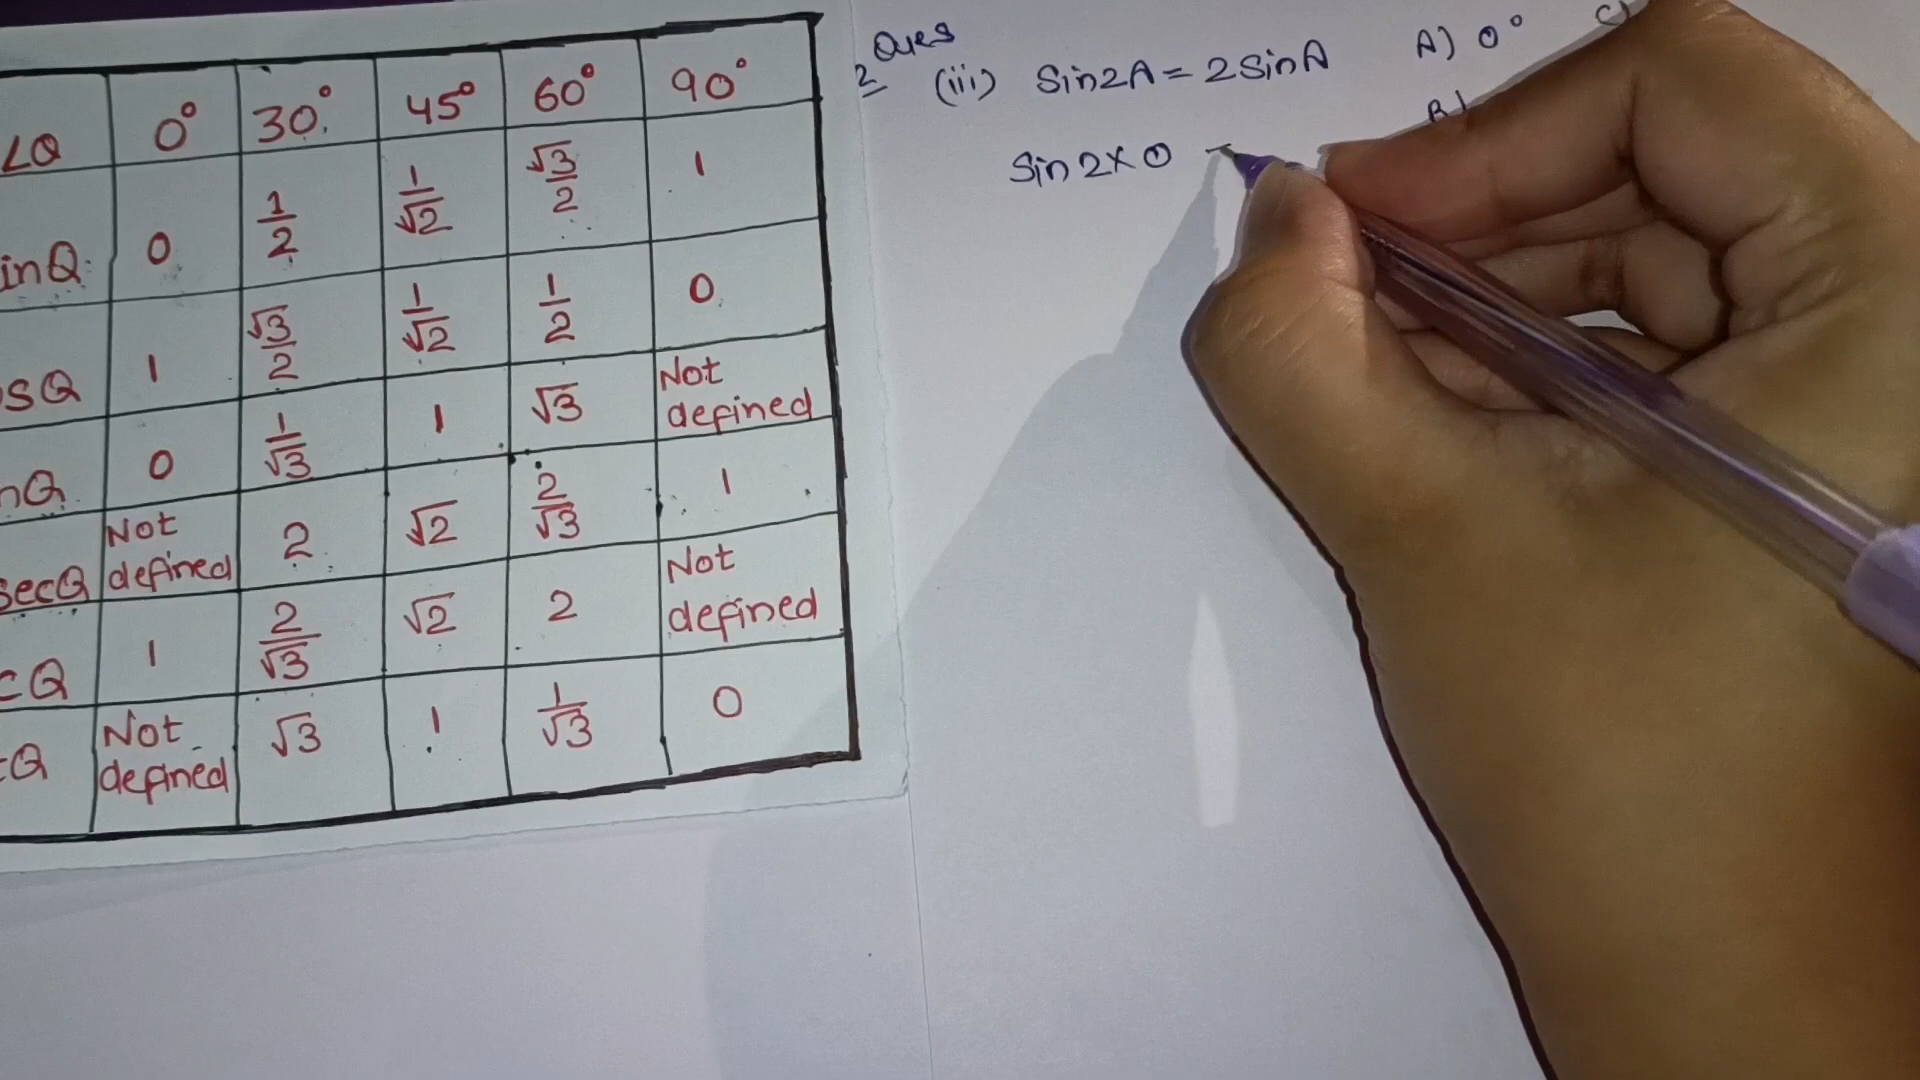 ∠Q 0° 30° 45° 60° 90°
inQ 0 1/2 1/√2 √3/2 1
SQ 1 √3/2 1/√2 1/2 0
nQ 0 1/√3 1 √3 Not defined
secQ Not defined 2 √2 2/√3 1
cQ 1 2/√3 √2 2 Not defined
tQ Not defined √3 1 1/√3 0
Ques
2 (iii) Sin2A = 2SinA A) 0° C)
B)
Sin2×0